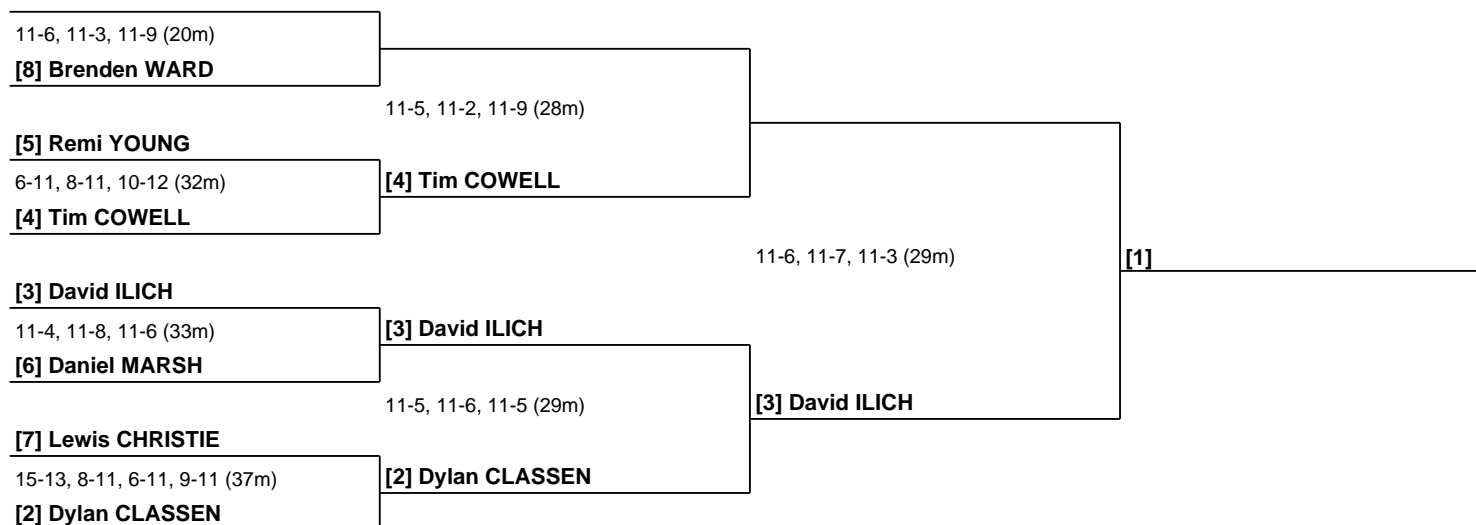 11-6, 11-3, 11-9 (20m)
[8] Brenden WARD
11-5, 11-2, 11-9 (28m)
[5] Remi YOUNG
6-11, 8-11, 10-12 (32m)
[4] Tim COWELL
[4] Tim COWELL
11-6, 11-7, 11-3 (29m)
[1]
[3] David ILICH
11-4, 11-8, 11-6 (33m)
[3] David ILICH
[6] Daniel MARSH
11-5, 11-6, 11-5 (29m)
[3] David ILICH
[7] Lewis CHRISTIE
15-13, 8-11, 6-11, 9-11 (37m)
[2] Dylan CLASSEN
[2] Dylan CLASSEN